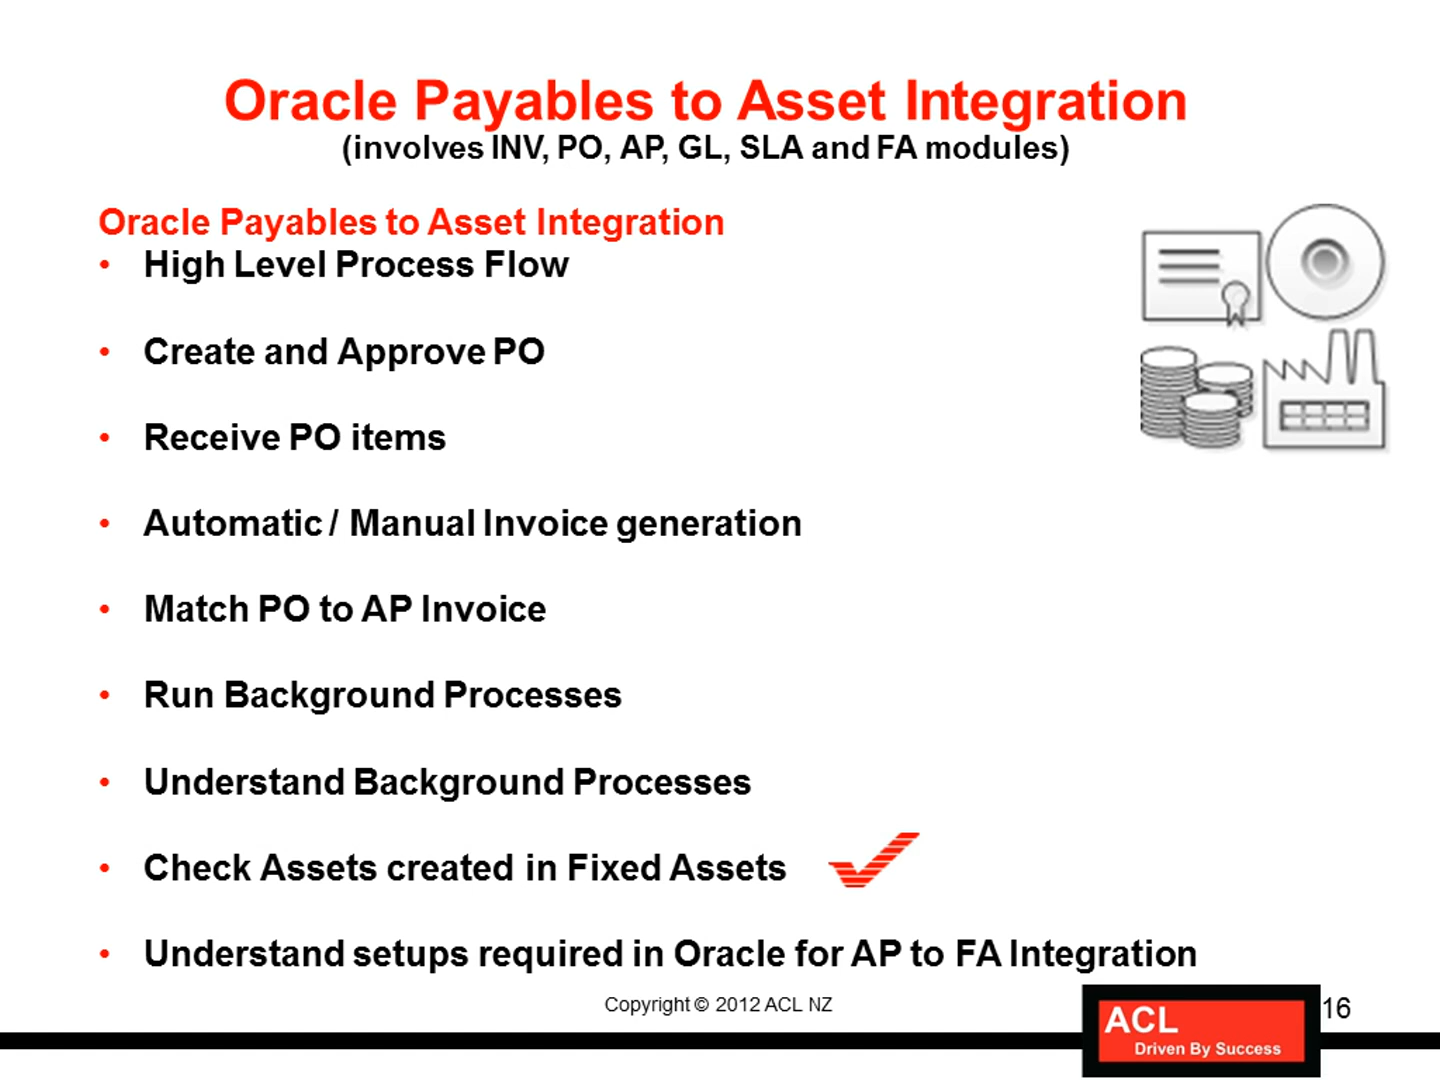 Oracle Payables to Asset Integration
(involves INV, PO, AP, GL, SLA and FA modules)
Oracle Payables to Asset Integration
• High Level Process Flow
• Create and Approve PO
• Receive PO items
• Automatic / Manual Invoice generation
• Match PO to AP Invoice
• Run Background Processes
• Understand Background Processes
• Check Assets created in Fixed Assets
• Understand setups required in Oracle for AP to FA Integration
Copyright © 2012 ACL NZ
ACL
Driven By Success
16